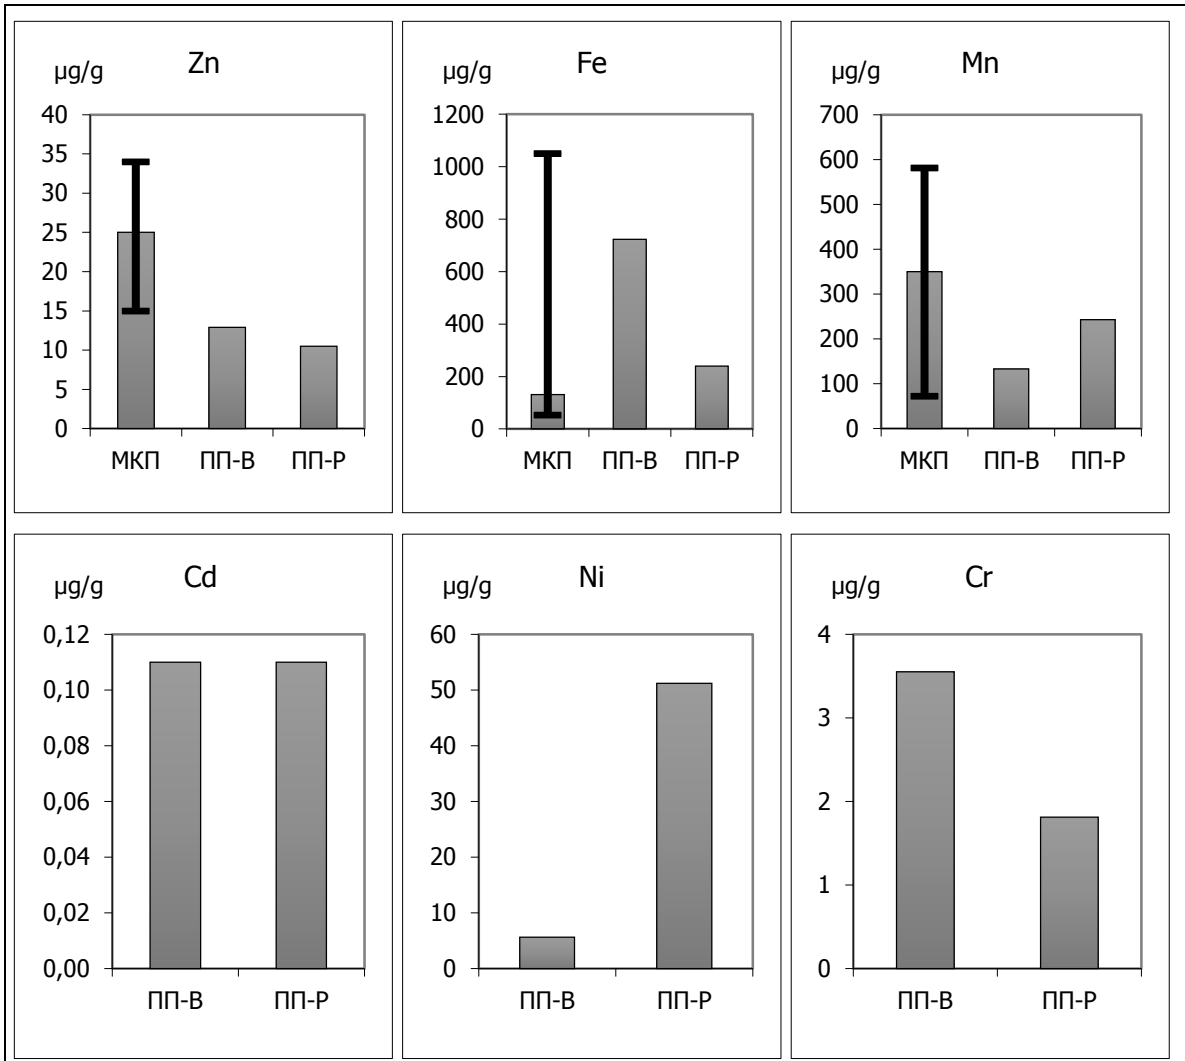 Zn
µg/g
40
35
30
25
20
15
10
5
0
МКП ПП-В ПП-Р
Fe
µg/g
1200
1000
800
600
400
200
0
МКП ПП-В ПП-Р
Mn
µg/g
700
600
500
400
300
200
100
0
МКП ПП-В ПП-Р
Cd
µg/g
0,12
0,10
0,08
0,06
0,04
0,02
0,00
ПП-В ПП-Р
Ni
µg/g
60
50
40
30
20
10
0
ПП-В ПП-Р
Cr
µg/g
4
3
2
1
0
ПП-В ПП-Р